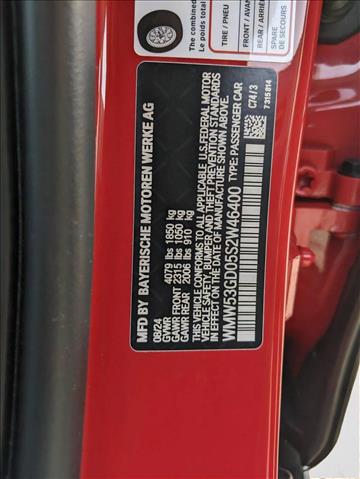 The combined
Le poids total
TIRE / PNEU
FRONT / AVANT
REAR / ARRIÈRE
SPARE
DE SECOURS
MFD BY BAYERISCHE MOTOREN WERKE AG
08/24
GVWR 4079 lbs 1850 kg
GAWR FRONT 2315 lbs 1050 kg
GAWR REAR 2006 lbs 910 kg
THIS VEHICLE CONFORMS TO ALL APPLICABLE U.S.FEDERAL MOTOR
VEHICLE SAFETY, BUMPER, AND THEFT PREVENTION STANDARDS
IN EFFECT ON THE DATE OF MANUFACTURE SHOWN ABOVE.
WMW53GD05S2W46400 TYPE: PASSENGER CAR
C74/3
7315814